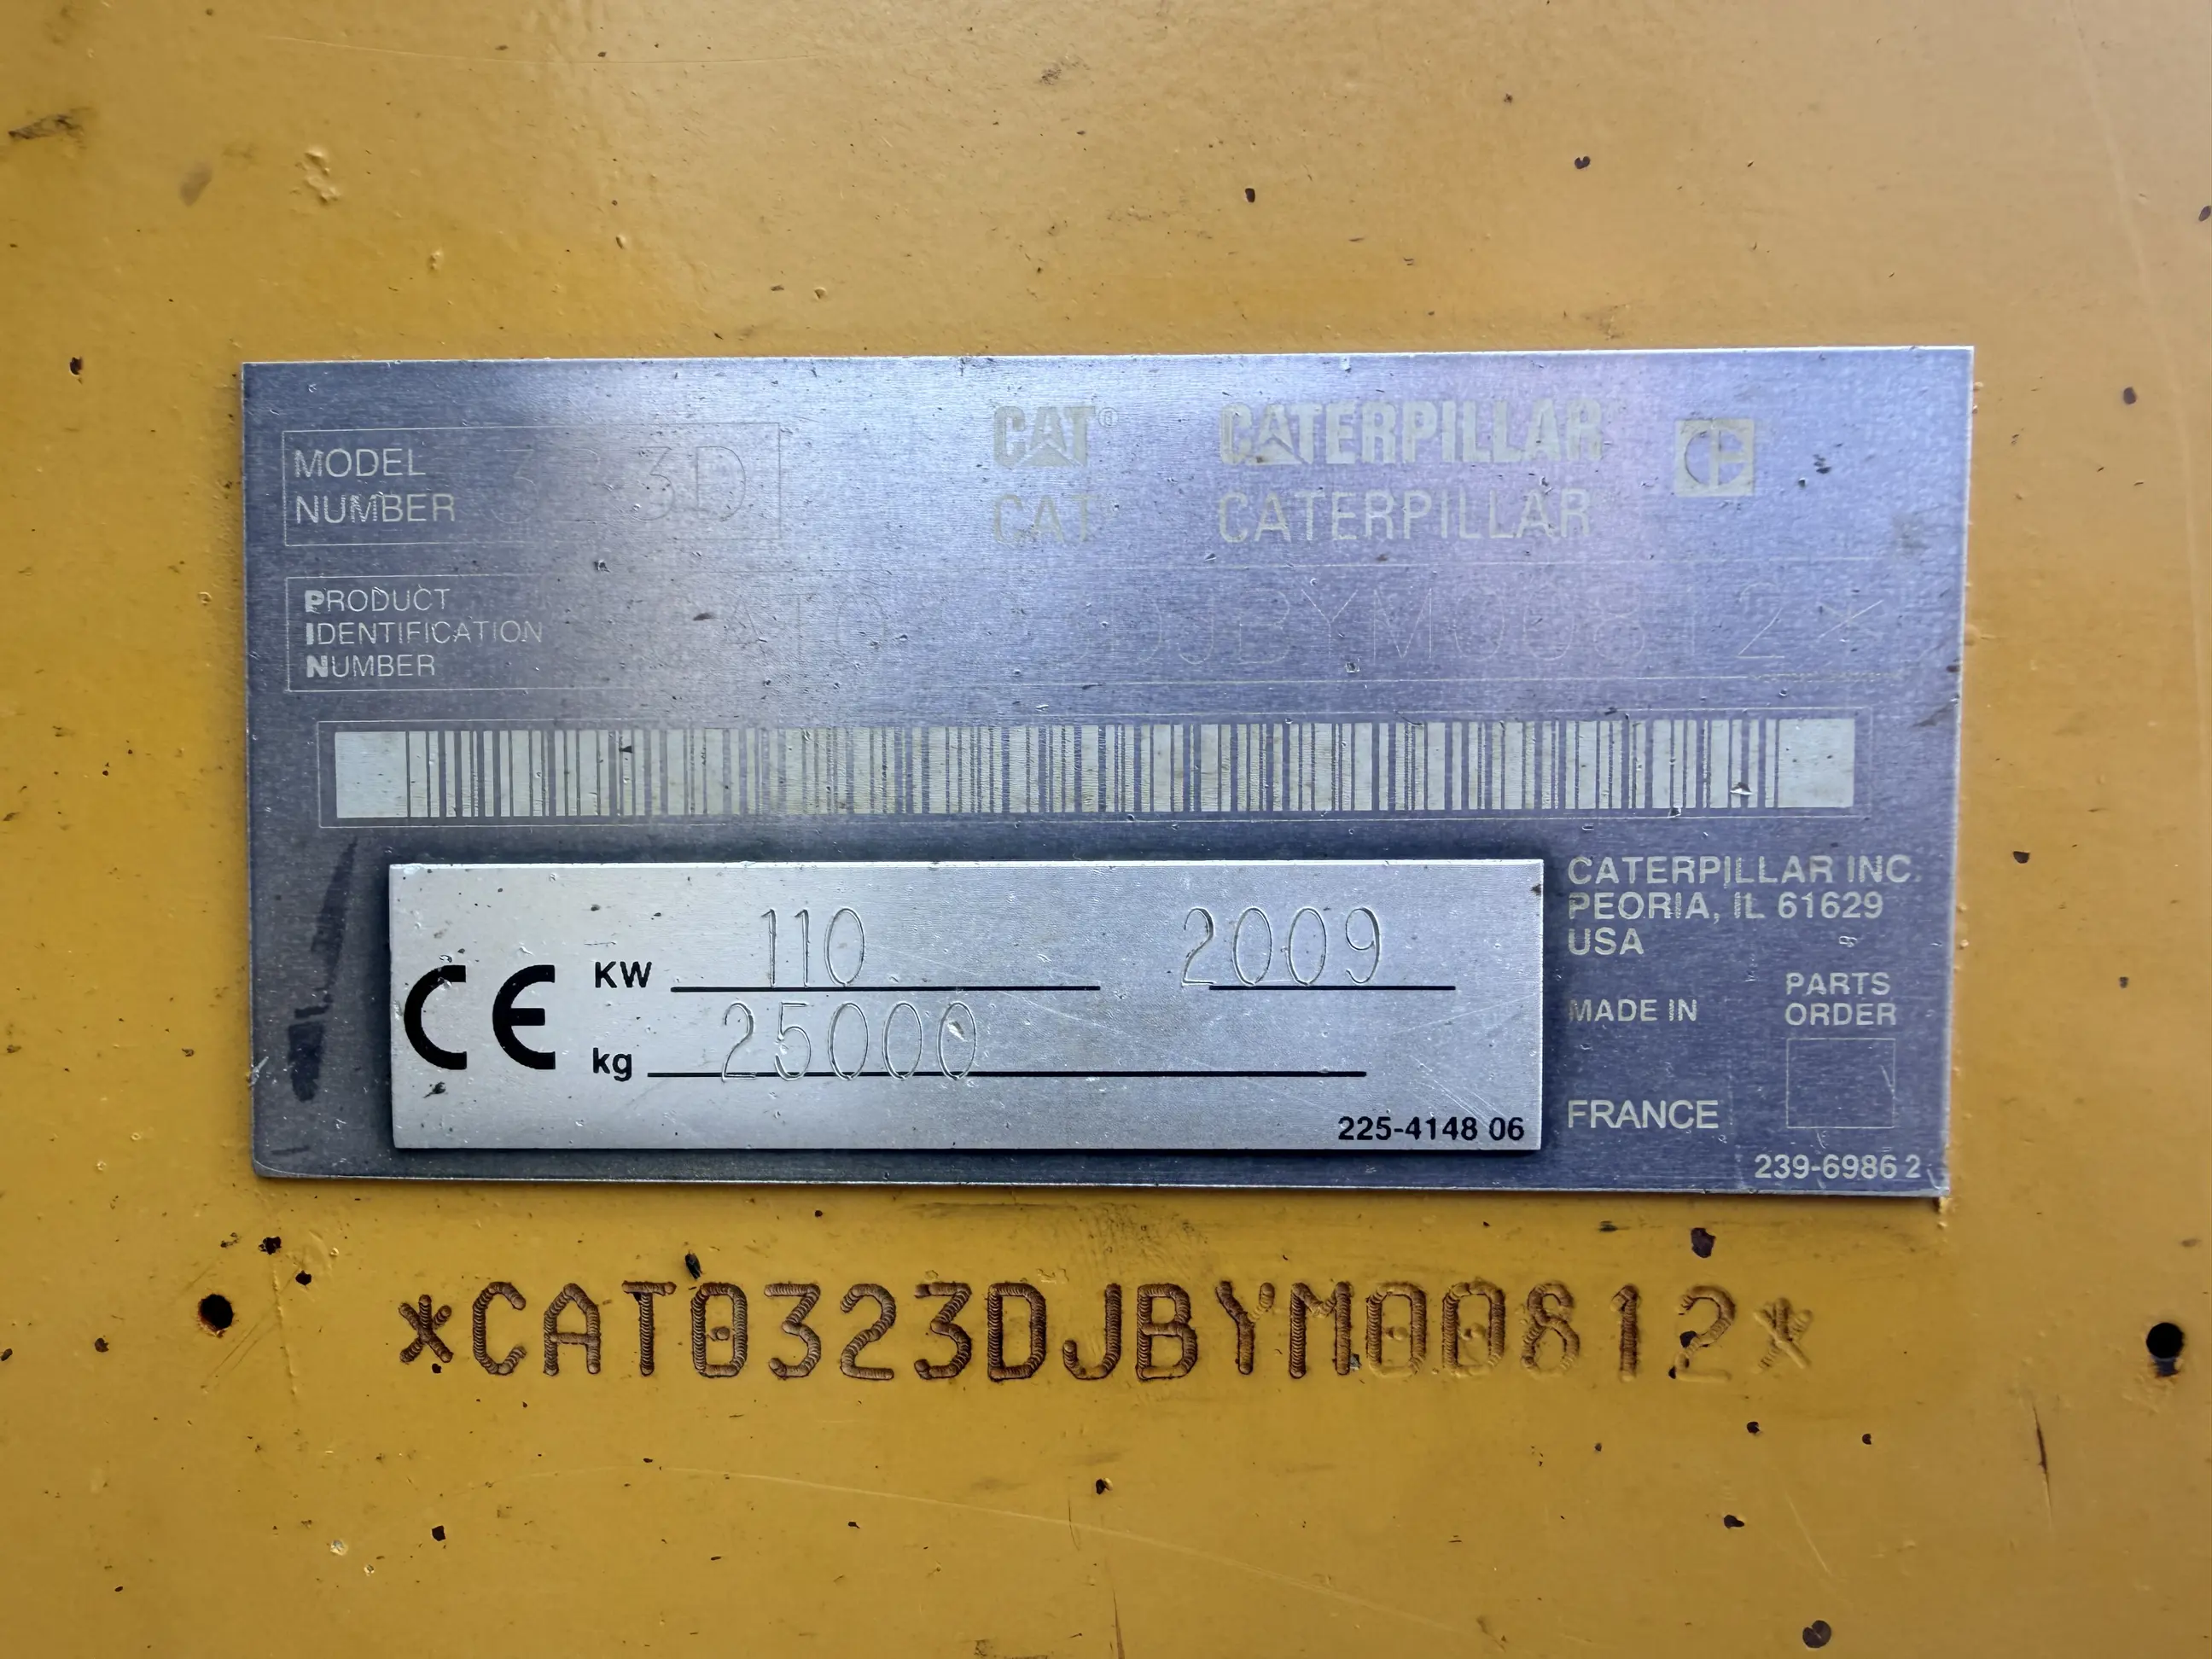 MODEL
NUMBER 323D
CAT® CATERPILLAR
CAT CATERPILLAR
PRODUCT
IDENTIFICATION
NUMBER
*CAT0323DJBYM00812*
CE
KW 110 2009
kg 25000
225-4148 06
CATERPILLAR INC.
PEORIA, IL 61629
USA
MADE IN
FRANCE
PARTS
ORDER
239-6986 2
*CAT0323DJBYM00812*